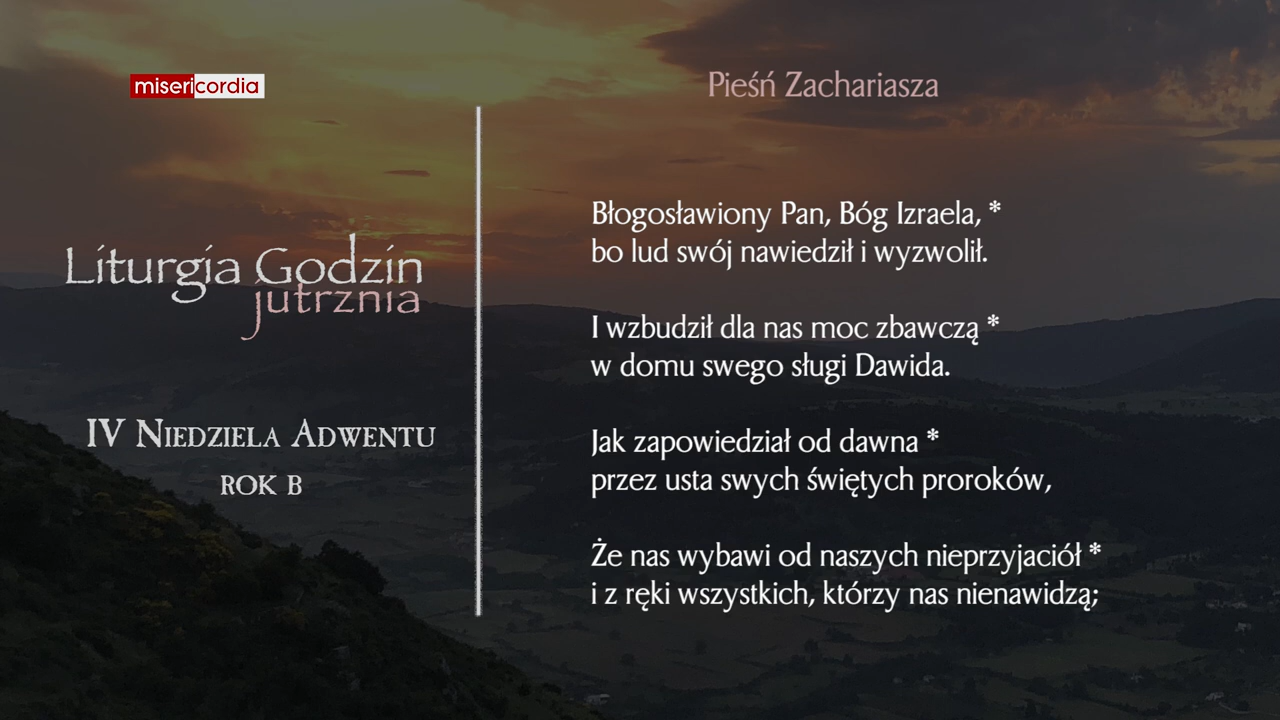 misericordia
Liturgia Godzin
jutrznia
IV Niedziela Adwentu
rok B
Pieśń Zachariasza
Błogosławiony Pan, Bóg Izraela, *
bo lud swój nawiedził i wyzwolił.
I wzbudził dla nas moc zbawczą *
w domu swego sługi Dawida.
Jak zapowiedział od dawna *
przez usta swych świętych proroków,
Że nas wybawi od naszych nieprzyjaciół *
i z ręki wszystkich, którzy nas nienawidzą;